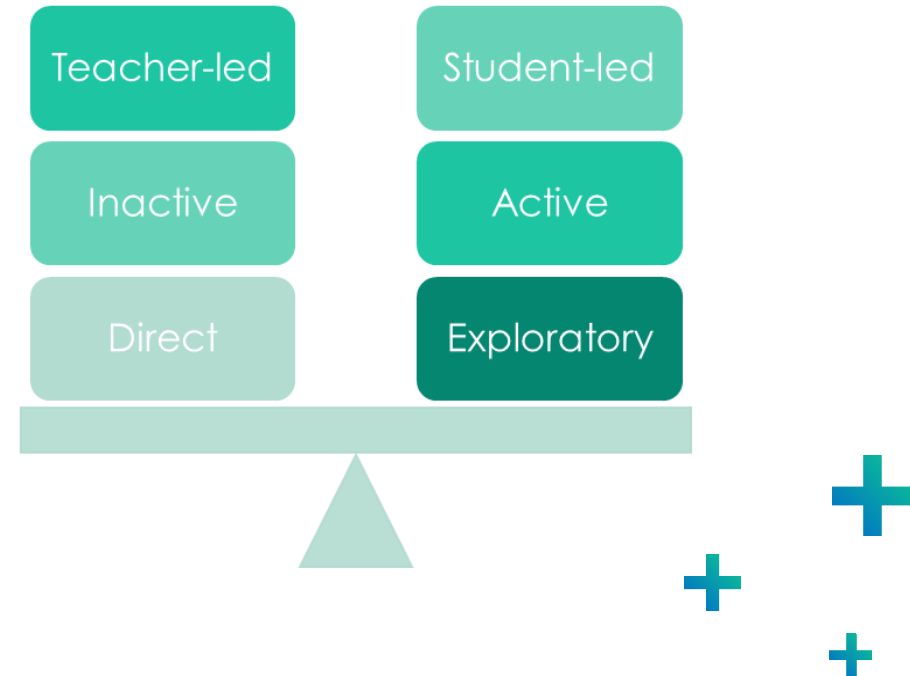 Teacher-led
Student-led
Inactive
Active
Direct
Exploratory